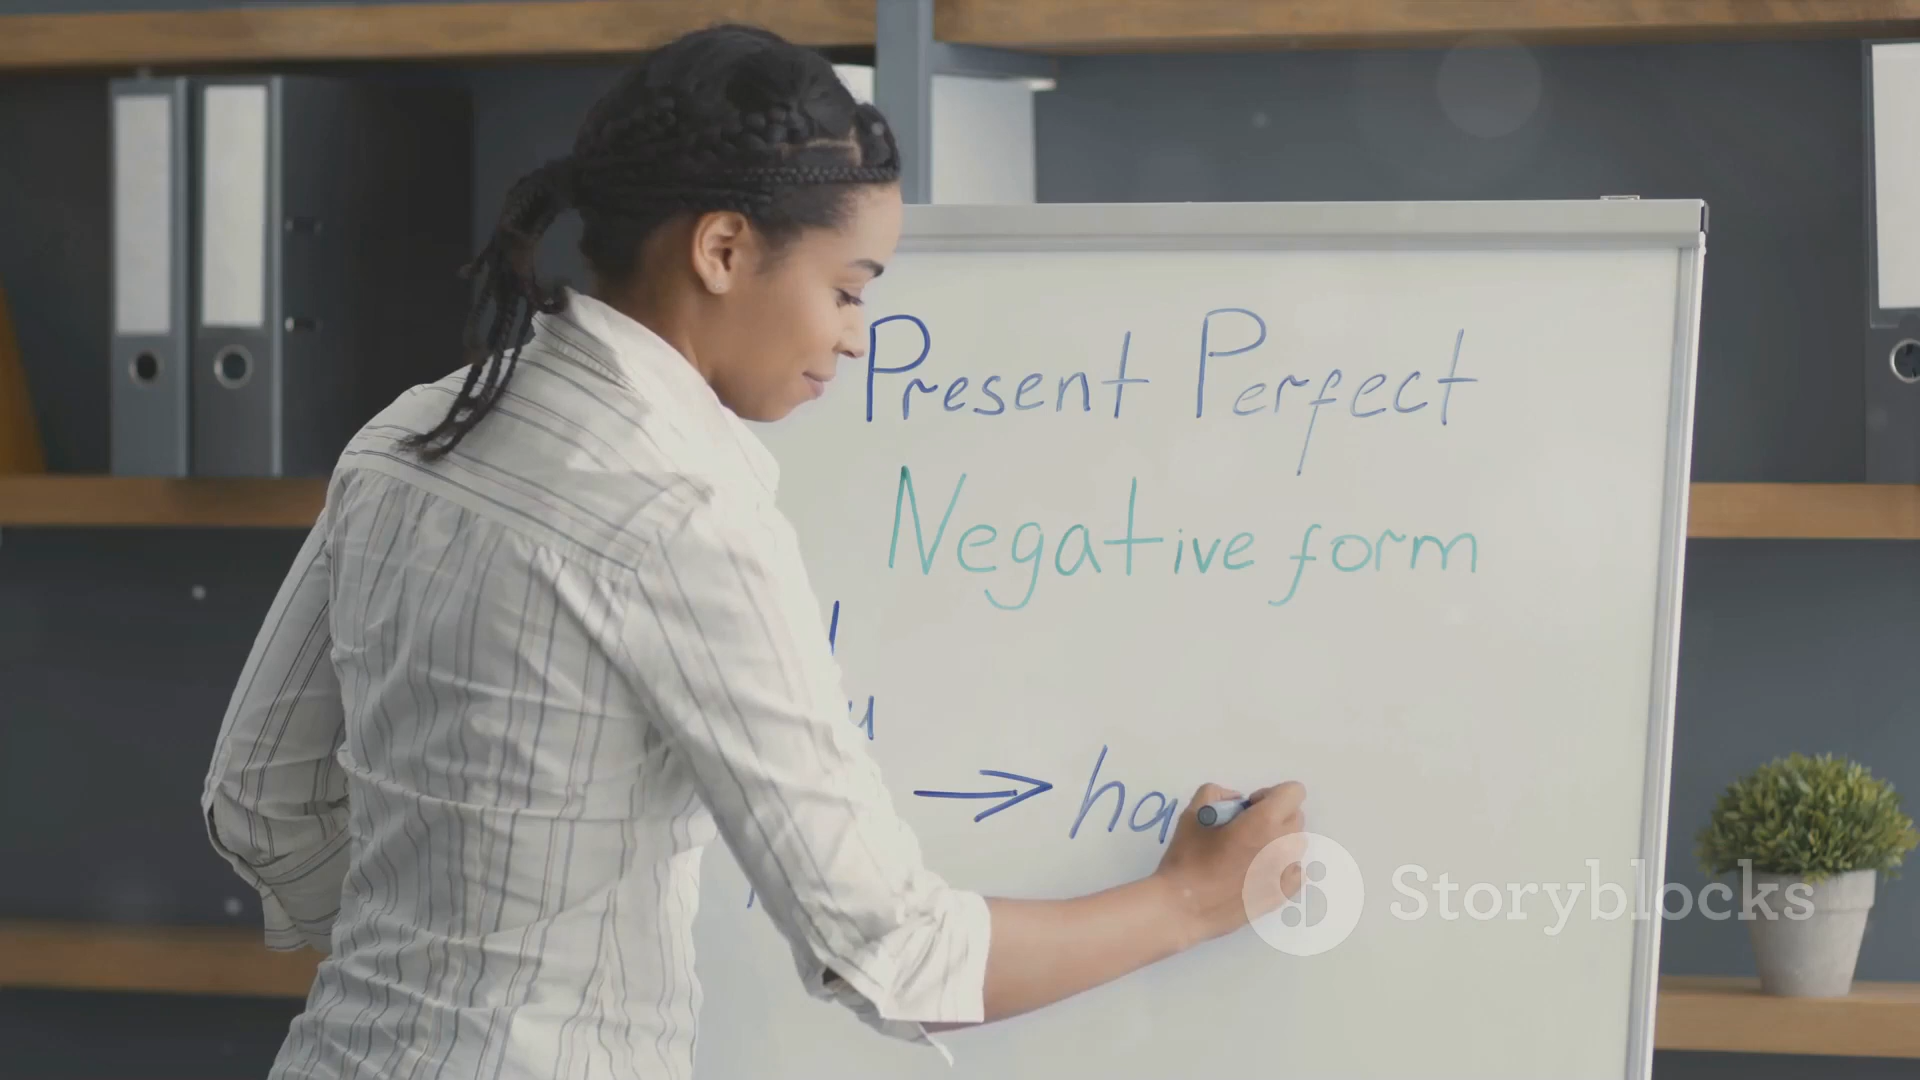 Present Perfect
Negative form
ha
Storyblocks